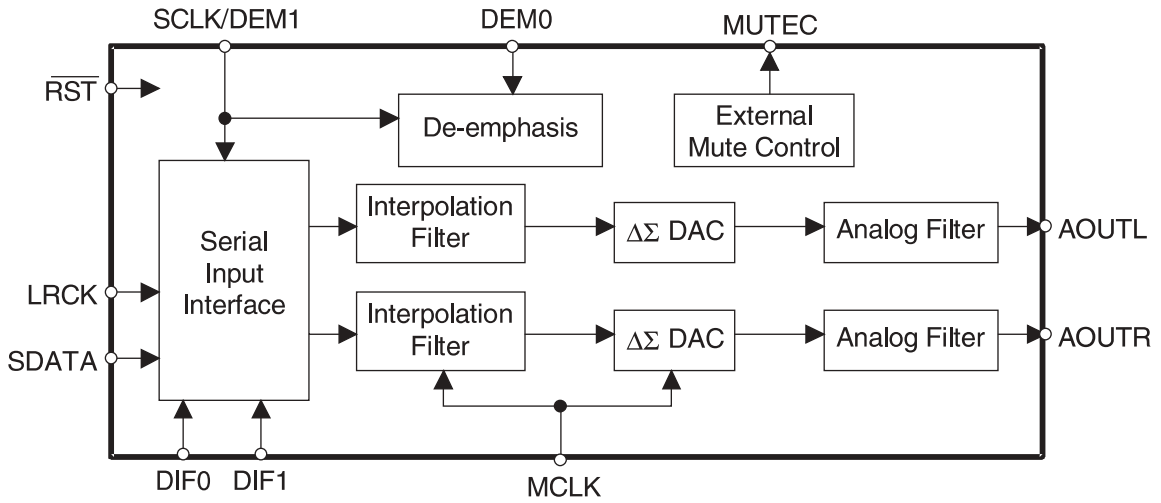 SCLK/DEM1
DEM0
MUTEC
RST
De-emphasis
External
Mute Control
Serial
Input
Interface
Interpolation
Filter
ΔΣ DAC
Analog Filter
AOUTL
LRCK
SDATA
Interpolation
Filter
ΔΣ DAC
Analog Filter
AOUTR
DIF0
DIF1
MCLK